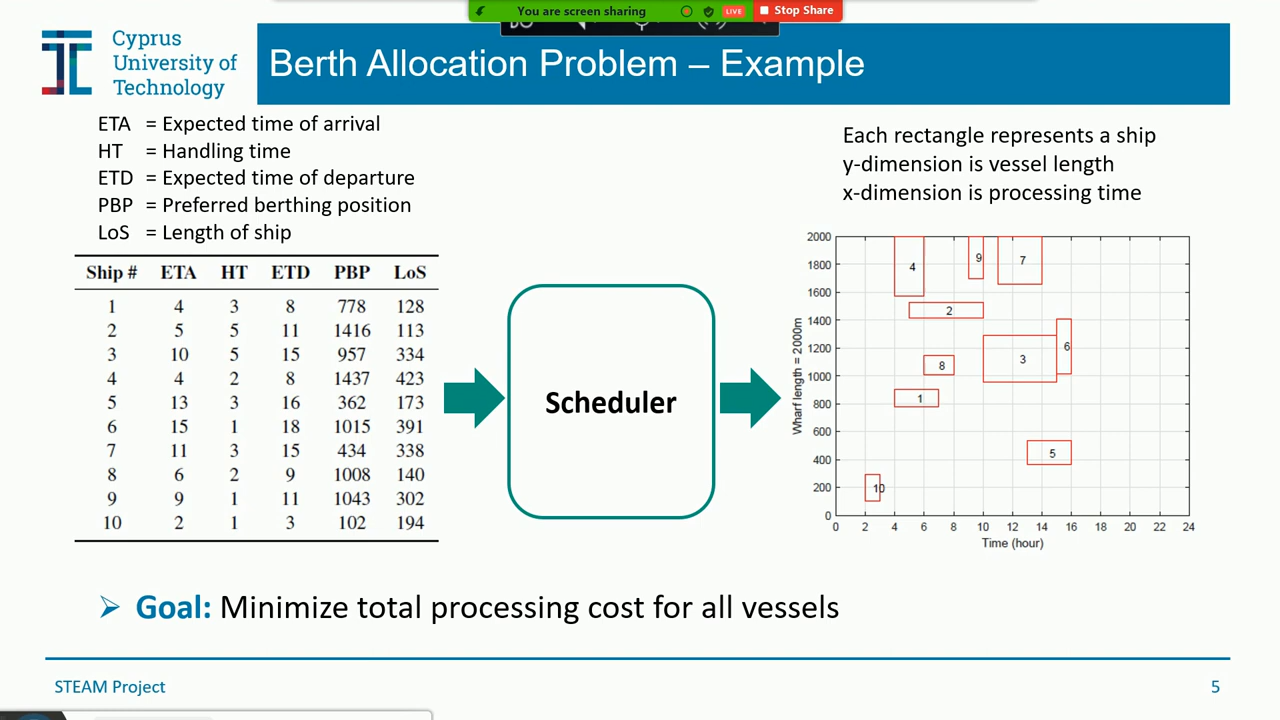 You are screen sharing
LIVE
Stop Share
Cyprus
University of
Technology
Berth Allocation Problem – Example
ETA = Expected time of arrival
HT = Handling time
ETD = Expected time of departure
PBP = Preferred berthing position
LoS = Length of ship
Each rectangle represents a ship
y-dimension is vessel length
x-dimension is processing time
Ship # ETA HT ETD PBP LoS
1 4 3 8 778 128
2 5 5 11 1416 113
3 10 5 15 957 334
4 4 2 8 1437 423
5 13 3 16 362 173
6 15 1 18 1015 391
7 11 3 15 434 338
8 6 2 9 1008 140
9 9 1 11 1043 302
10 2 1 3 102 194
Scheduler
Wharf length = 2000m
2000
1800
1600
1400
1200
1000
800
600
400
200
0
4
9
7
2
3
6
8
1
5
10
0 2 4 6 8 10 12 14 16 18 20 22 24
Time (hour)
➢ Goal: Minimize total processing cost for all vessels
STEAM Project
5